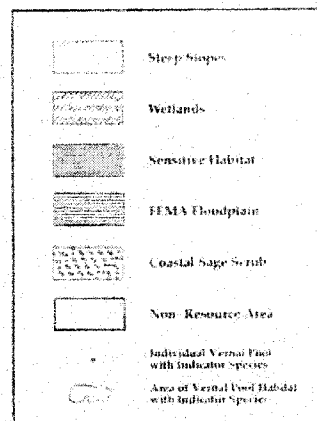 Steep Slopes
Wetlands
Sensitive Habitat
FEMA Floodplain
Coastal Sage Scrub
Non-Resource Area
Individual Vernal Pool
with Indicator Species
Area of Vernal Pool Habitat
with Indicator Species